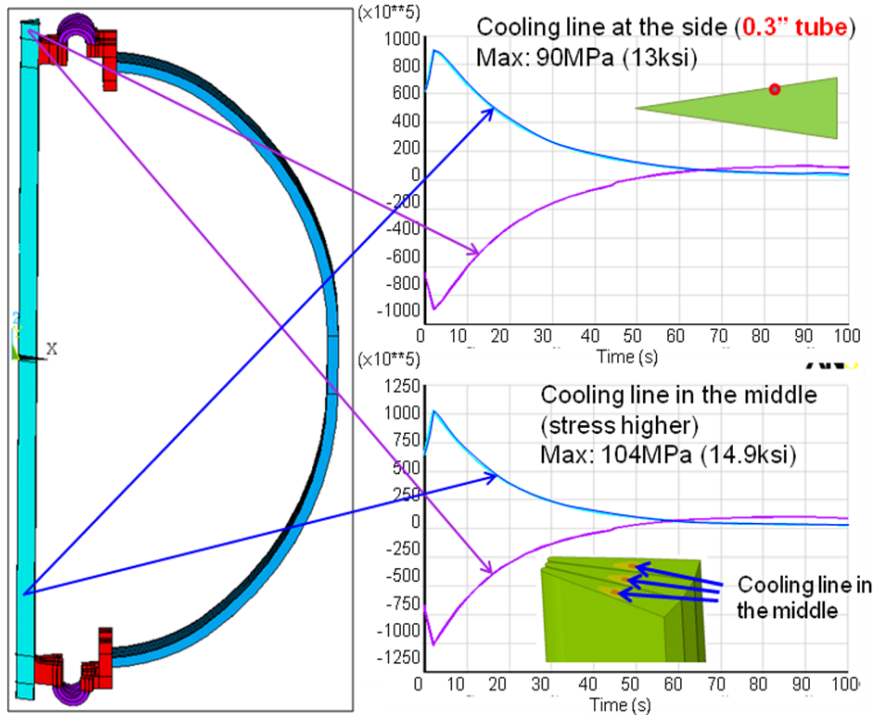 (x10**5)
Cooling line at the side (0.3" tube)
Max: 90MPa (13ksi)
1000
800
600
400
200
0
-200
-400
-600
-800
-1000
0 10 20 30 40 50 60 70 80 90 100
Time (s)
2
X
(x10**5)
Cooling line in the middle
(stress higher)
Max: 104MPa (14.9ksi)
1250
1000
750
500
250
0
-250
-500
-750
-1000
-1250
Cooling line in
the middle
0 10 20 30 40 50 60 70 80 90 100
Time (s)